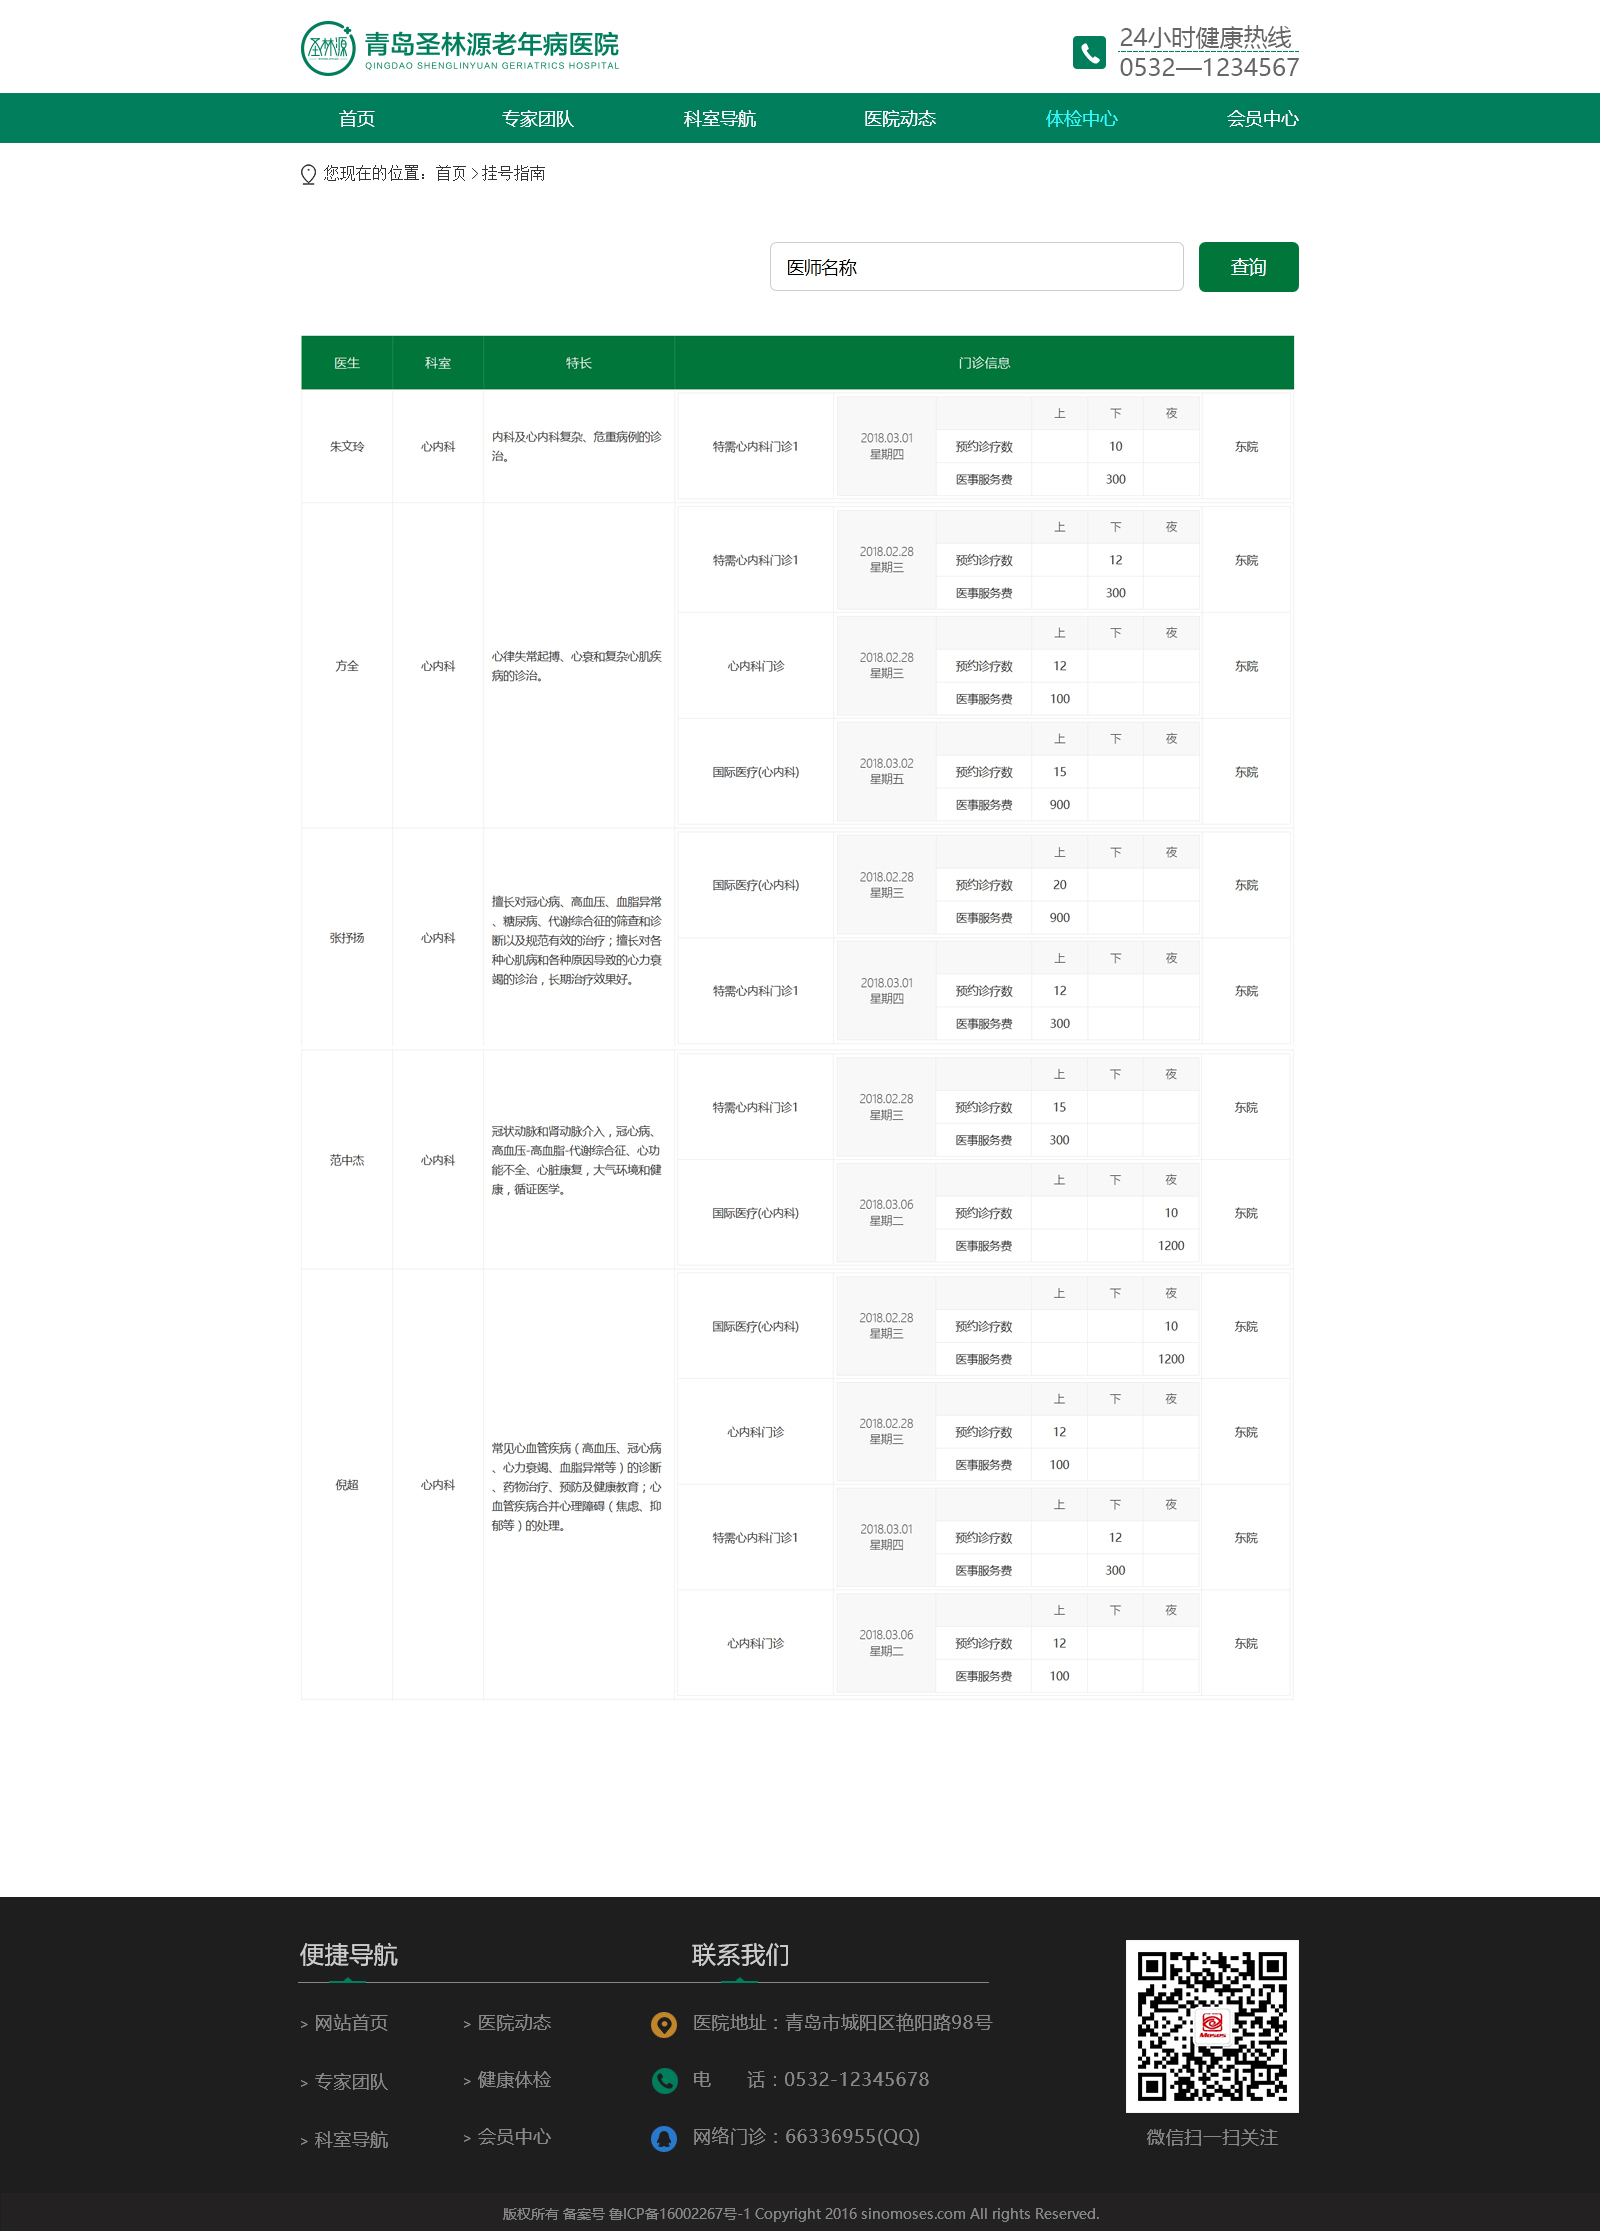 圣林源
青岛圣林源老年病医院
QINGDAO SHENGLINYUAN GERIATRICS HOSPITAL
24小时健康热线
0532—1234567
首页 专家团队 科室导航 医院动态 体检中心 会员中心
您现在的位置：首页＞挂号指南
医师名称 查询
医生 科室 特长 门诊信息
朱文玲 心内科
内科及心内科复杂、危重病例的诊
治。
特需心内科门诊1
2018.03.01
星期四
上 下 夜
预约诊疗数 10
医事服务费 300
东院
方全 心内科
心律失常起搏、心衰和复杂心肌疾
病的诊治。
特需心内科门诊1
2018.02.28
星期三
上 下 夜
预约诊疗数 12
医事服务费 300
东院
心内科门诊
2018.02.28
星期三
上 下 夜
预约诊疗数 12
医事服务费 100
东院
国际医疗(心内科)
2018.03.02
星期五
上 下 夜
预约诊疗数 15
医事服务费 900
东院
张抒扬 心内科
擅长对冠心病、高血压、血脂异常
、糖尿病、代谢综合征的筛查和诊
断以及规范有效的治疗；擅长对各
种心肌病和各种原因导致的心力衰
竭的诊治，长期治疗效果好。
国际医疗(心内科)
2018.02.28
星期三
上 下 夜
预约诊疗数 20
医事服务费 900
东院
特需心内科门诊1
2018.03.01
星期四
上 下 夜
预约诊疗数 12
医事服务费 300
东院
范中杰 心内科
冠状动脉和肾动脉介入，冠心病、
高血压-高血脂-代谢综合征、心功
能不全、心脏康复，大气环境和健
康，循证医学。
特需心内科门诊1
2018.02.28
星期三
上 下 夜
预约诊疗数 15
医事服务费 300
东院
国际医疗(心内科)
2018.03.06
星期二
上 下 夜
预约诊疗数 10
医事服务费 1200
东院
倪超 心内科
常见心血管疾病（高血压、冠心病
、心力衰竭、血脂异常等）的诊断
、药物治疗、预防及健康教育；心
血管疾病合并心理障碍（焦虑、抑
郁等）的处理。
国际医疗(心内科)
2018.02.28
星期三
上 下 夜
预约诊疗数 10
医事服务费 1200
东院
心内科门诊
2018.02.28
星期三
上 下 夜
预约诊疗数 12
医事服务费 100
东院
特需心内科门诊1
2018.03.01
星期四
上 下 夜
预约诊疗数 12
医事服务费 300
东院
心内科门诊
2018.03.06
星期二
上 下 夜
预约诊疗数 12
医事服务费 100
东院
便捷导航
> 网站首页 > 医院动态
> 专家团队 > 健康体检
> 科室导航 > 会员中心
联系我们
医院地址：青岛市城阳区艳阳路98号
电 话：0532-12345678
网络门诊：66336955(QQ)
Moses
微信扫一扫关注
版权所有 备案号 鲁ICP备16002267号-1 Copyright 2016 sinomoses.com All rights Reserved.